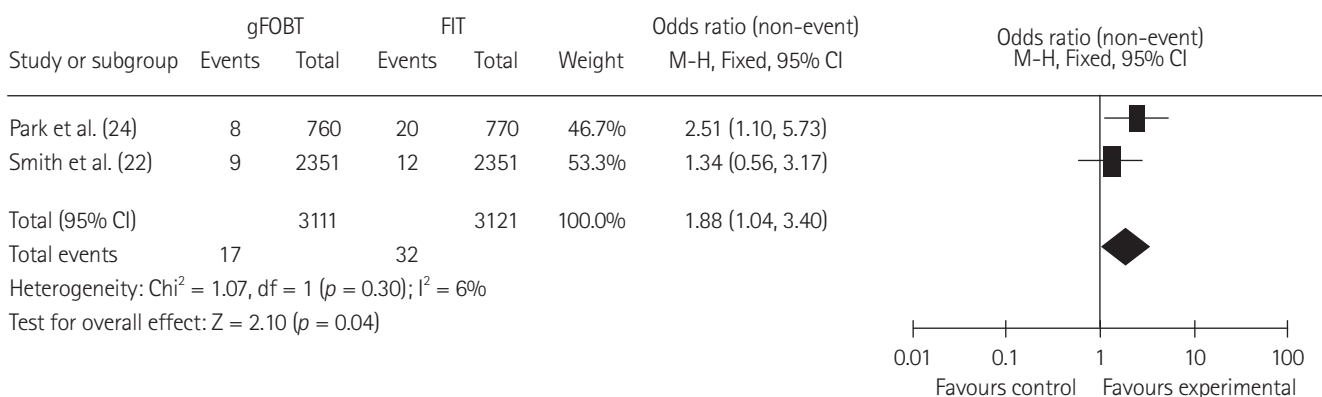 gFOBT FIT Odds ratio (non-event) Odds ratio (non-event)
Study or subgroup Events Total Events Total Weight M-H, Fixed, 95% CI M-H, Fixed, 95% CI
Park et al. (24) 8 760 20 770 46.7% 2.51 (1.10, 5.73)
Smith et al. (22) 9 2351 12 2351 53.3% 1.34 (0.56, 3.17)
Total (95% CI) 3111 3121 100.0% 1.88 (1.04, 3.40)
Total events 17 32
Heterogeneity: Chi² = 1.07, df = 1 (p = 0.30); I² = 6%
Test for overall effect: Z = 2.10 (p = 0.04)
0.01 0.1 1 10 100
Favours control Favours experimental